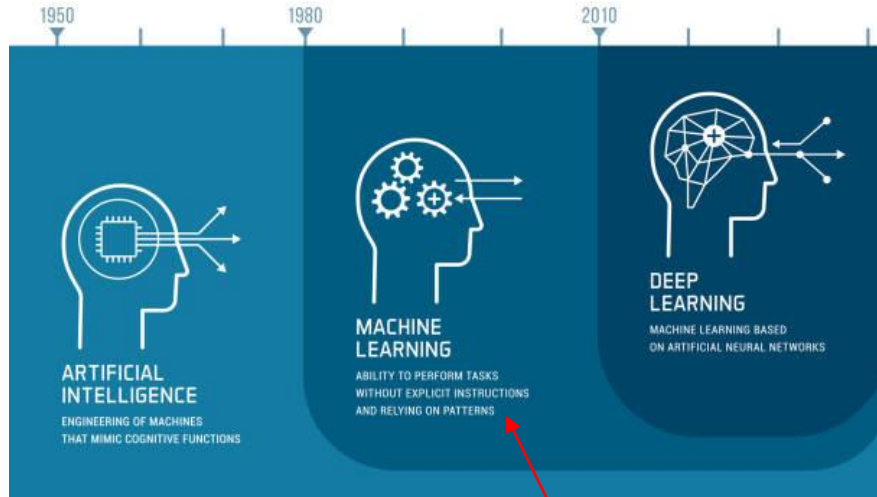 1950
1980
2010
ARTIFICIAL
INTELLIGENCE
ENGINEERING OF MACHINES
THAT MIMIC COGNITIVE FUNCTIONS
MACHINE
LEARNING
ABILITY TO PERFORM TASKS
WITHOUT EXPLICIT INSTRUCTIONS
AND RELYING ON PATTERNS
DEEP
LEARNING
MACHINE LEARNING BASED
ON ARTIFICIAL NEURAL NETWORKS